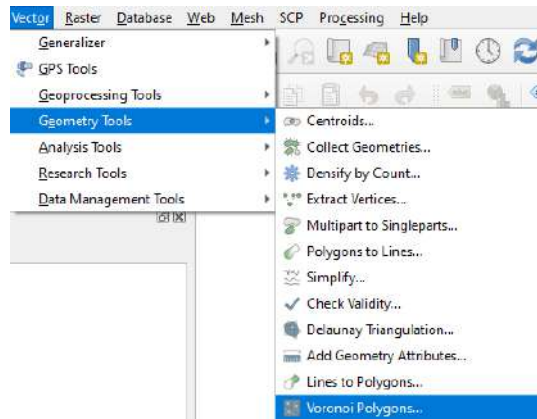 Vector Raster Database Web Mesh SCP Processing Help
Generalizer
GPS Tools
Geoprocessing Tools
Geometry Tools
Analysis Tools
Research Tools
Data Management Tools
Centroids...
Collect Geometries...
Densify by Count...
Extract Vertices...
Multipart to Singleparts...
Polygons to Lines...
Simplify...
Check Validity...
Delaunay Triangulation...
Add Geometry Attributes...
Lines to Polygons...
Voronoi Polygons...